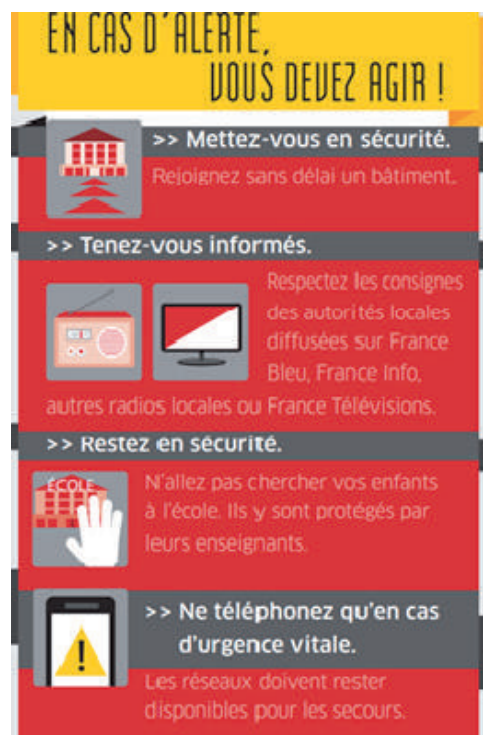 EN CAS D'ALERTE,
VOUS DEVEZ AGIR !
>> Mettez-vous en sécurité.
Rejoignez sans délai un bâtiment.
>> Tenez-vous informés.
Respectez les consignes
des autorités locales
diffusées sur France
Bleu, France Info,
autres radios locales ou France Télévisions.
>> Restez en sécurité.
ÉCOLE
N'allez pas chercher vos enfants
à l'école. Ils y sont protégés par
leurs enseignants.
>> Ne téléphonez qu'en cas
d'urgence vitale.
Les réseaux doivent rester
disponibles pour les secours.